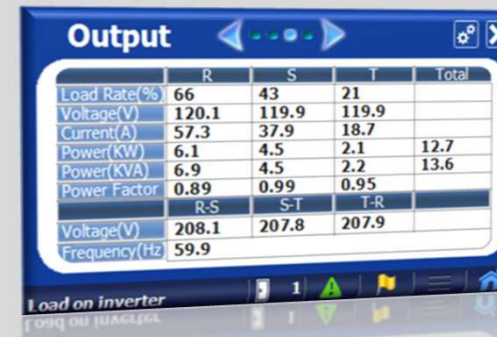 Output
R S T Total
Load Rate(%) 66 43 21
Voltage(V) 120.1 119.9 119.9
Current(A) 57.3 37.9 18.7
Power(KW) 6.1 4.5 2.1 12.7
Power(KVA) 6.9 4.5 2.2 13.6
Power Factor 0.89 0.99 0.95
R-S S-T T-R
Voltage(V) 208.1 207.8 207.9
Frequency(Hz) 59.9
Load on inverter 1